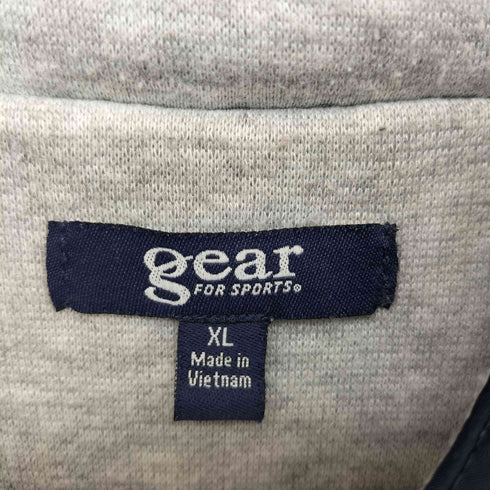 gear
FOR SPORTS®
XL
Made in
Vietnam